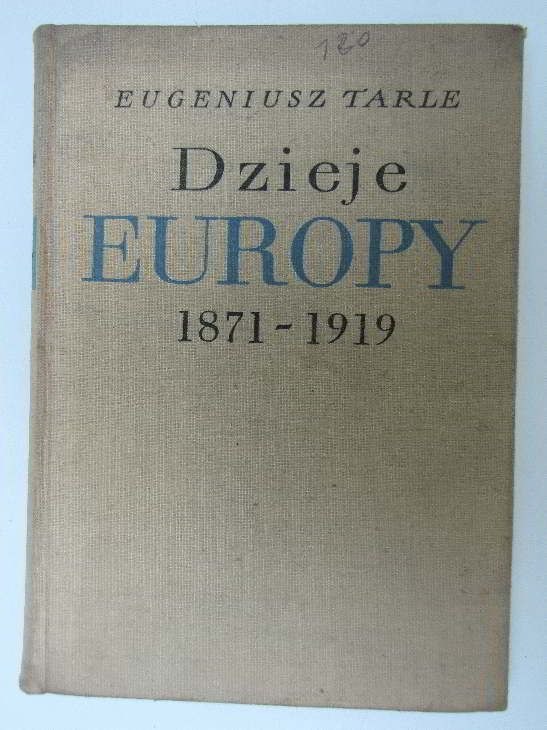 120
EUGENIUSZ TARLE
Dzieje
EUROPY
1871-1919